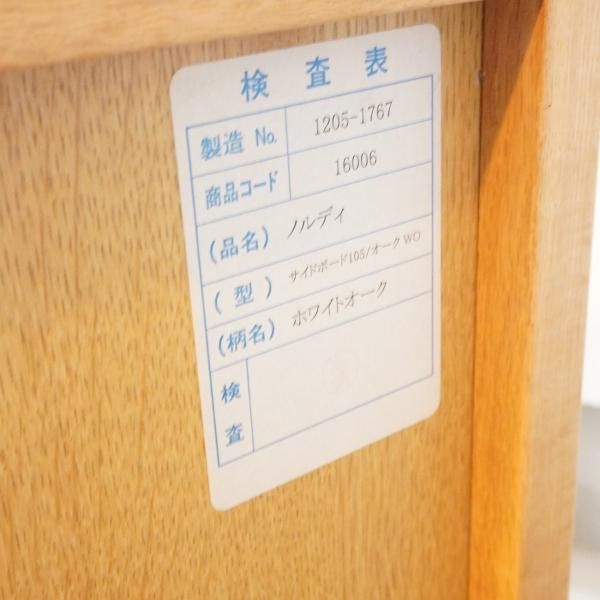 検査表
製造 No. 1205-1767
商品コード 16006
(品名) ノルディ
(型) サイドボード105/オーク WO
(柄名) ホワイトオーク
検査